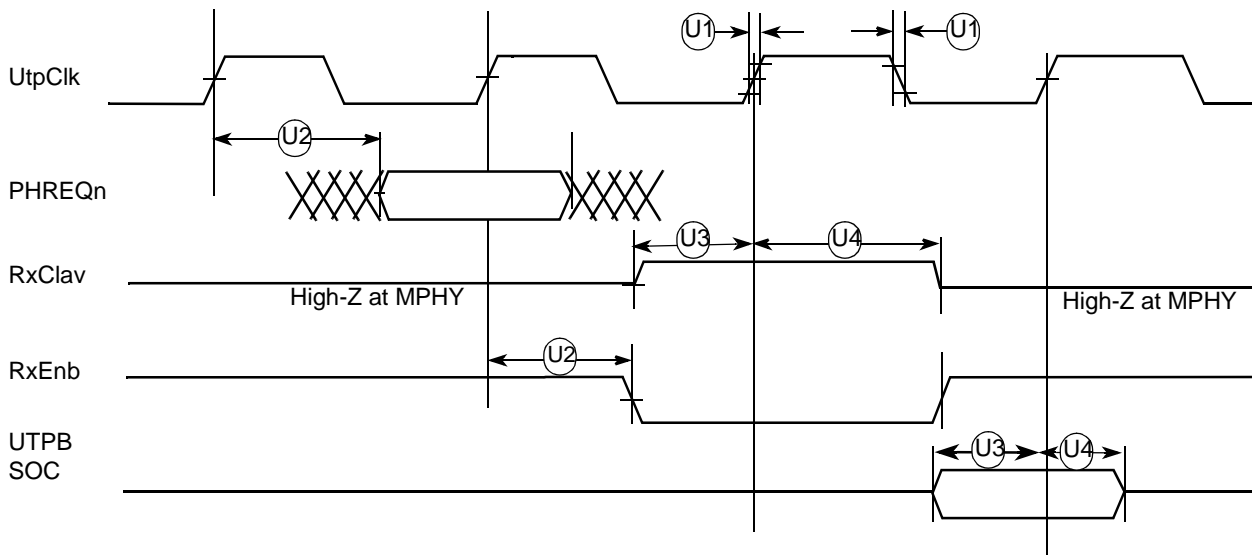 U1
U1
UtpClk
U2
PHREQn
U3
U4
RxClav
High-Z at MPHY
High-Z at MPHY
U2
RxEnb
UTPB
SOC
U3
U4